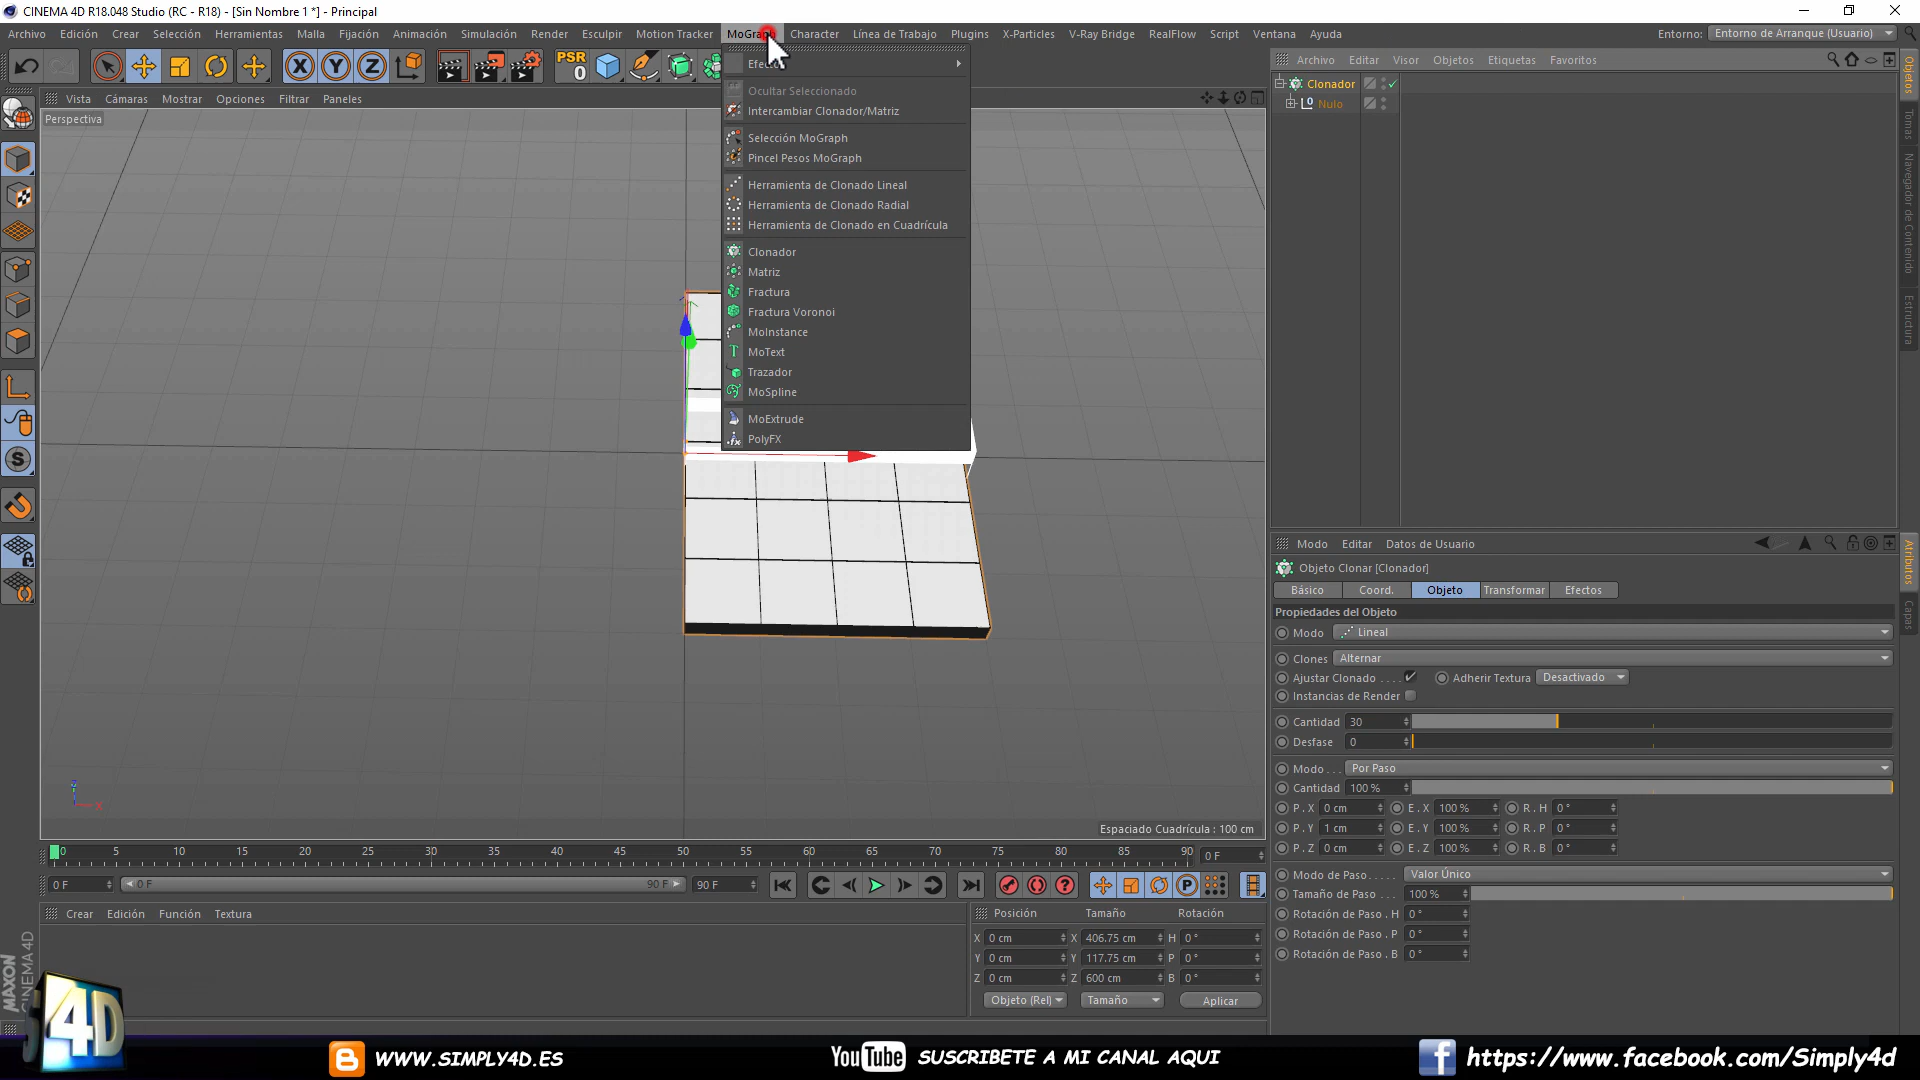 CINEMA 4D R18.048 Studio (RC - R18) - [Sin Nombre 1 *] - Principal
Archivo Edición Crear Selección Herramientas Malla Fijación Animación Simulación Render Esculpir Motion Tracker MoGraph Character Línea de Trabajo Plugins X-Particles V-Ray Bridge RealFlow Script Ventana Ayuda Entorno: Entorno de Arranque (Usuario)
PSR
0
X Y Z
Vista Cámaras Mostrar Opciones Filtrar Paneles
Perspectiva
Ocultar Seleccionado
Intercambiar Clonador/Matriz
Selección MoGraph
Pincel Pesos MoGraph
Herramienta de Clonado Lineal
Herramienta de Clonado Radial
Herramienta de Clonado en Cuadrícula
Clonador
Matriz
Fractura
Fractura Voronoi
MoInstance
MoText
Trazador
MoSpline
MoExtrude
PolyFX
Espaciado Cuadrícula : 100 cm
Archivo Editar Visor Objetos Etiquetas Favoritos
Clonador
Nulo
Objetos
Tomas
Navegador de Contenido
Estructura
Modo Editar Datos de Usuario
Objeto Clonar [Clonador]
Básico Coord. Objeto Transformar Efectos
Propiedades del Objeto
Modo Lineal
Clones Alternar
Ajustar Clonado . . . . Adherir Textura Desactivado
Instancias de Render
Cantidad 30
Desfase 0
Modo . . . Por Paso
Cantidad 100 %
P . X 0 cm E . X 100 % R . H 0 °
P . Y 1 cm E . Y 100 % R . P 0 °
P . Z 0 cm E . Z 100 % R . B 0 °
Modo de Paso. . . . . Valor Único
Tamaño de Paso . . . 100 %
Rotación de Paso . H 0 °
Rotación de Paso . P 0 °
Rotación de Paso . B 0 °
Atributos
Capas
0 5 10 15 20 25 30 35 40 45 50 55 60 65 70 75 80 85 90 0 F
0 F 0 F 90 F 90 F
Crear Edición Función Textura
Posición Tamaño Rotación
X 0 cm X 406.75 cm H 0 °
Y 0 cm Y 117.75 cm P 0 °
Z 0 cm Z 600 cm B 0 °
Objeto (Rel) Tamaño Aplicar
MAXON
CINEMA 4D
S4D
WWW.SIMPLY4D.ES
YouTube SUSCRIBETE A MI CANAL AQUI
https://www.facebook.com/Simply4d